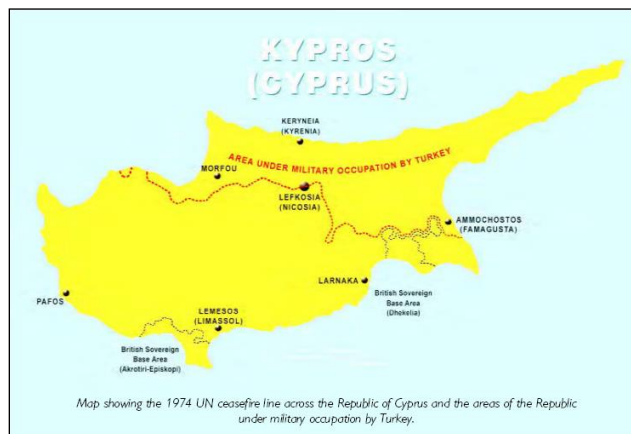 KYPROS
(CYPRUS)
KERYNEIA
(KYRENIA)
AREA UNDER MILITARY OCCUPATION BY TURKEY
MORFOU
LEFKOSIA
(NICOSIA)
AMMOCHOSTOS
(FAMAGUSTA)
LARNAKA
British Sovereign
Base Area
(Dhekelia)
PAFOS
LEMESOS
(LIMASSOL)
British Sovereign
Base Area
(Akrotiri-Episkopi)
Map showing the 1974 UN ceasefire line across the Republic of Cyprus and the areas of the Republic
under military occupation by Turkey.